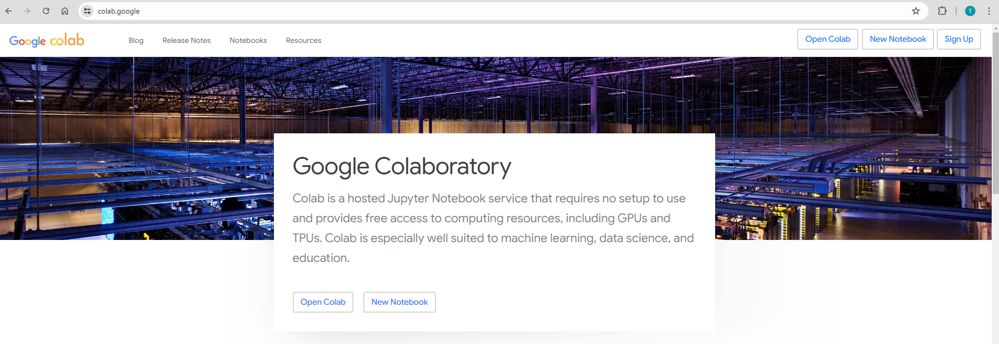 colab.google
T
Google colab
Blog
Release Notes
Notebooks
Resources
Open Colab
New Notebook
Sign Up
Google Colaboratory
Colab is a hosted Jupyter Notebook service that requires no setup to use
and provides free access to computing resources, including GPUs and
TPUs. Colab is especially well suited to machine learning, data science, and
education.
Open Colab
New Notebook